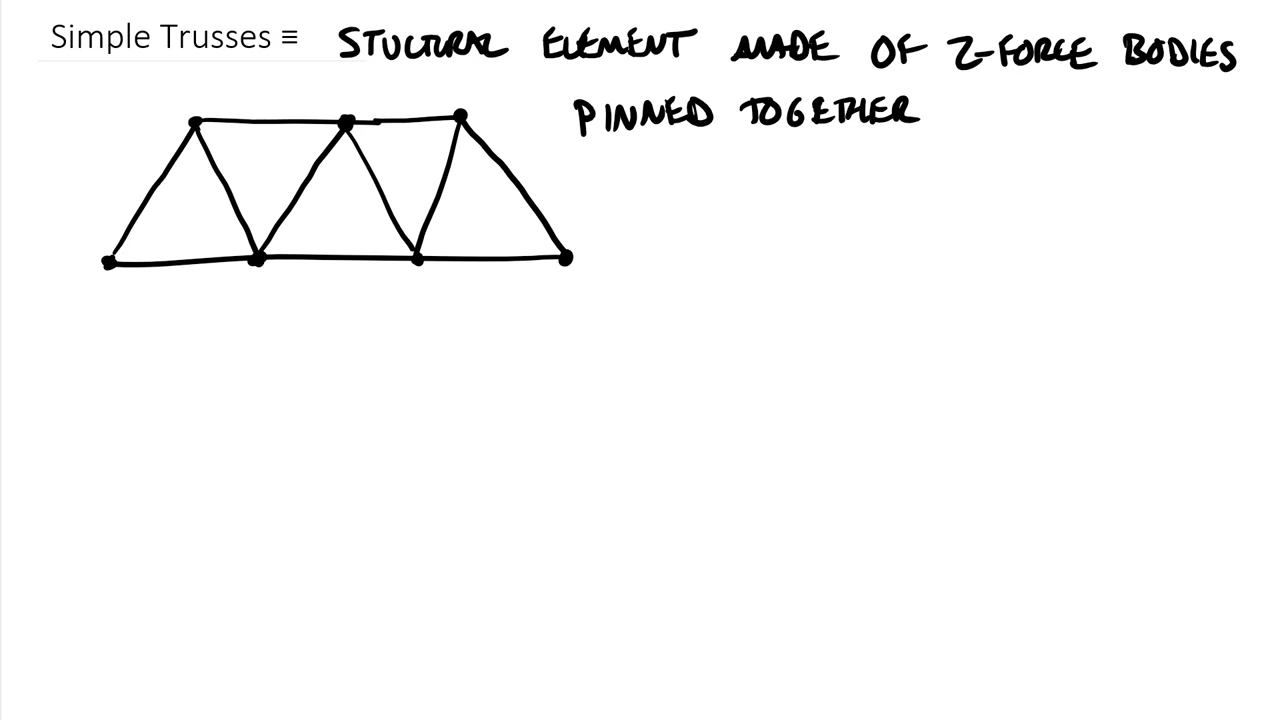 Simple Trusses ≡ STUCTURAL ELEMENT MADE OF 2-FORCE BODIES
PINNED TOGETHER